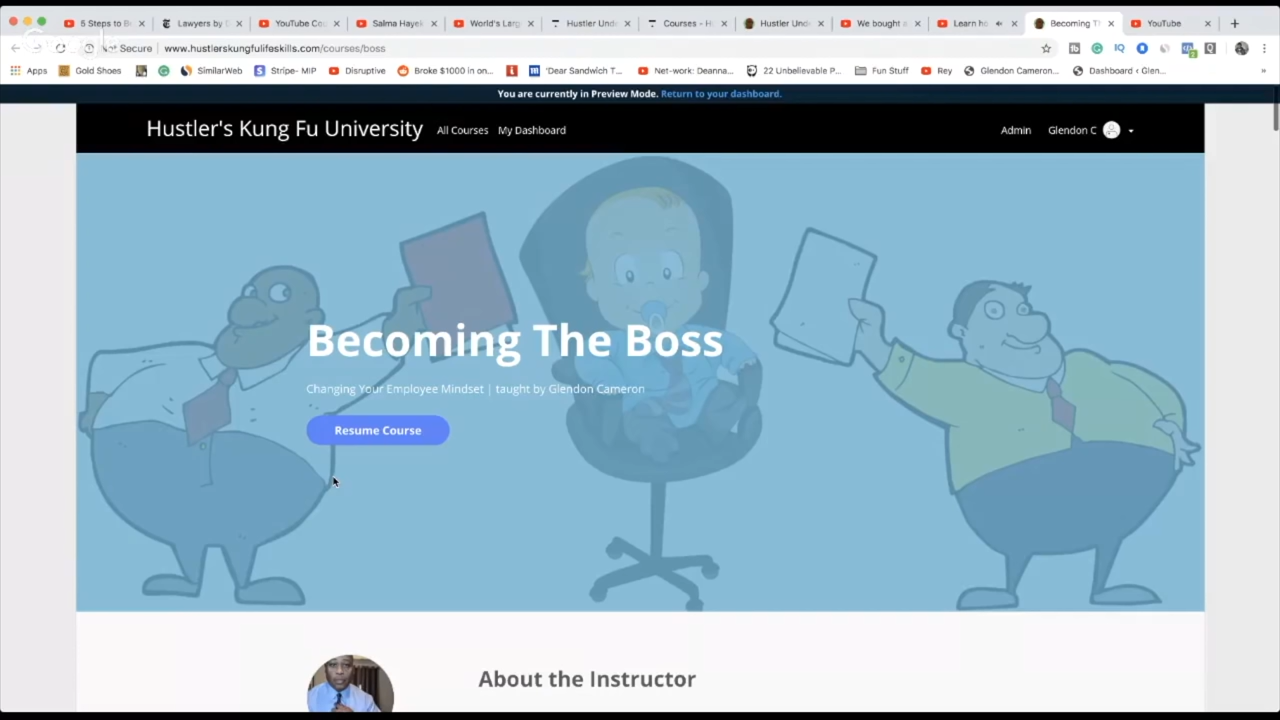 5 Steps to B
Lawyers by
YouTube Co
Salma Haye
World's Larg
Hustler Und
Courses - H
Hustler Und
We bought a
Learn ho
Becoming T
YouTube
Not Secure
www.hustlerskungfulifeskills.com/courses/boss
Apps
Gold Shoes
SimilarWeb
Stripe- MIP
Disruptive
Broke $1000 in on...
'Dear Sandwich T...
Net-work: Deanna...
22 Unbelievable P...
Fun Stuff
Rey
Glendon Cameron...
Dashboard ‹ Glen...
»
You are currently in Preview Mode. Return to your dashboard.
Hustler's Kung Fu University
All Courses
My Dashboard
Admin
Glendon C
Becoming The Boss
Changing Your Employee Mindset | taught by Glendon Cameron
Resume Course
About the Instructor